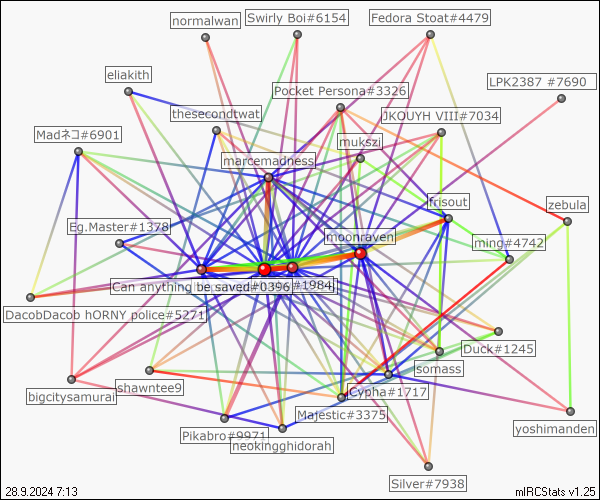 normalwan
Swirly Boi#6154
Fedora Stoat#4479
eliakith
LPK2387 #7690
Pocket Persona#3326
thesecondtwat
JKOUYH VIII#7034
Madネコ#6901
mukszi
marcemadness
frisout
zebula
Eg.Master#1378
moonraven
ming#4742
Can anything be saved#0396
#1984
DacobDacob hORNY police#5271
Duck#1245
somass
bigcitysamurai
shawntee9
Cypha#1717
Majestic#3375
yoshimanden
Pikabro#9971
neokingghidorah
Silver#7938
28.9.2024 7:13
mIRCStats v1.25